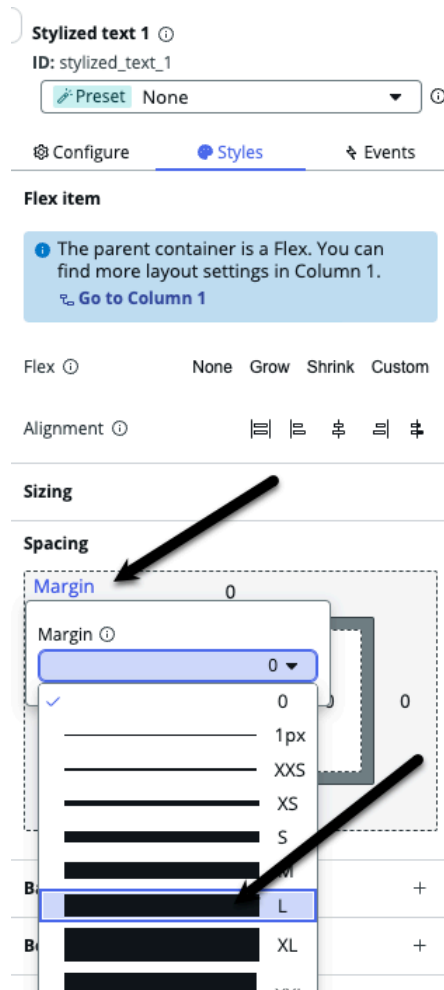 Stylized text 1
ID: stylized_text_1
Preset None
Configure Styles Events
Flex item
The parent container is a Flex. You can
find more layout settings in Column 1.
Go to Column 1
Flex None Grow Shrink Custom
Alignment
Sizing
Spacing
Margin 0
Margin
0
0 0
1px
XXS
XS
S
M
L
XL